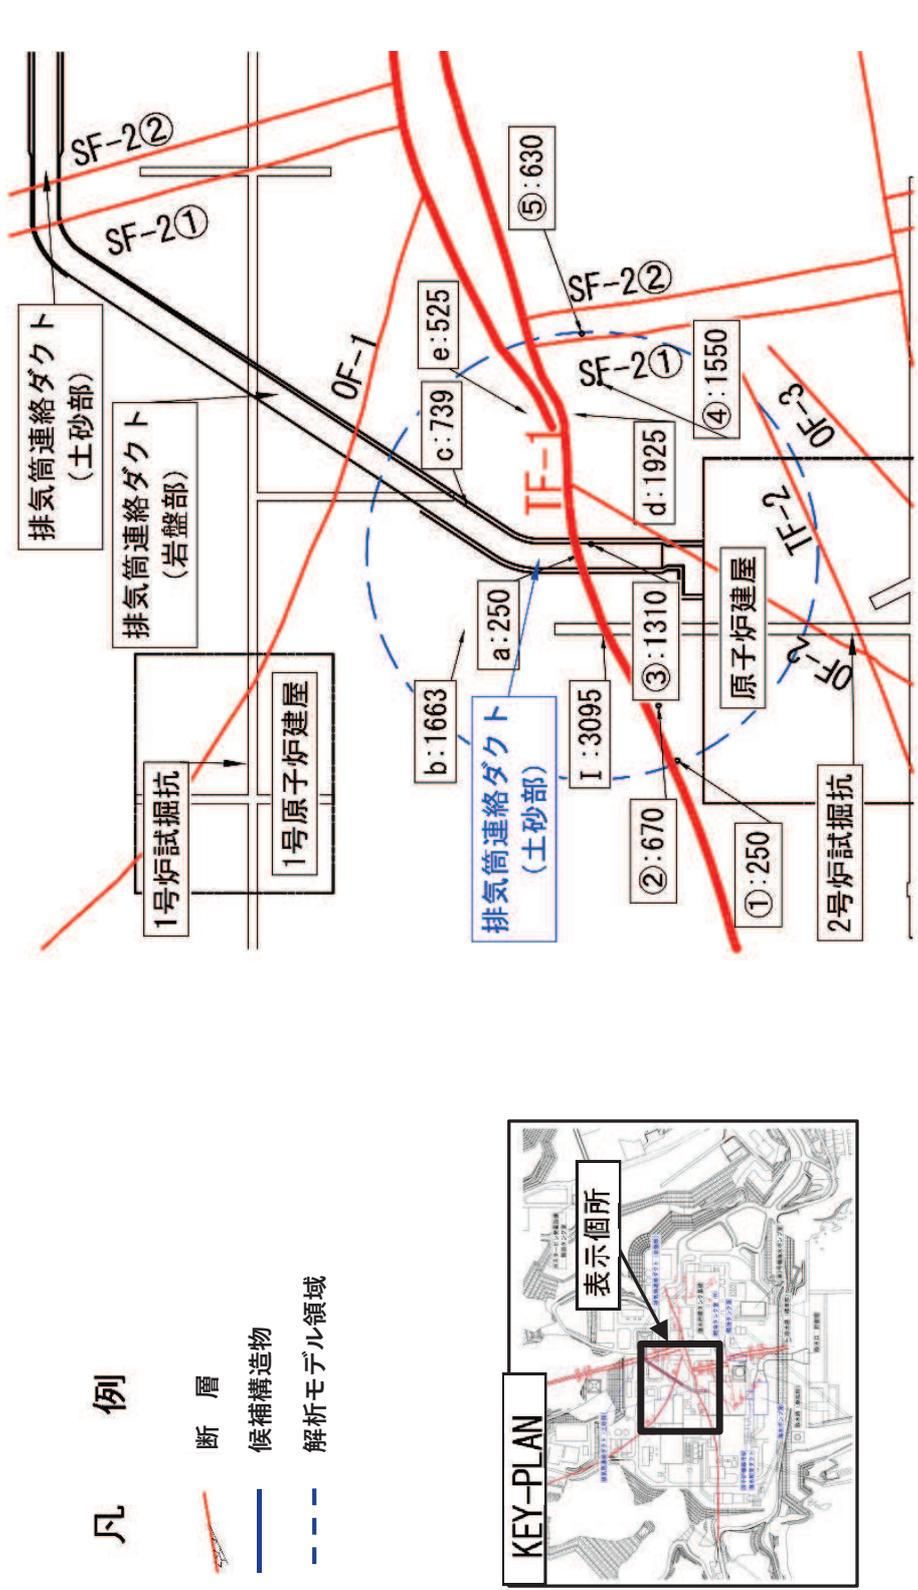 凡 例
断 層
候補構造物
解析モデル領域
KEY-PLAN
表示個所
1号炉試掘抗
1号原子炉建屋
排気筒連絡ダクト
(土砂部)
排気筒連絡ダクト
(岩盤部)
SF-2②
SF-2①
OF-1
b:1663
a:250
c:739
e:525
排気筒連絡ダクト
(土砂部)
TF-1
⑤:630
SF-2②
SF-2①
I:3095
②:670
③:1310
d:1925
④:1550
①:250
原子炉建屋
TF-2
OF-3
OF-2
2号炉試掘抗